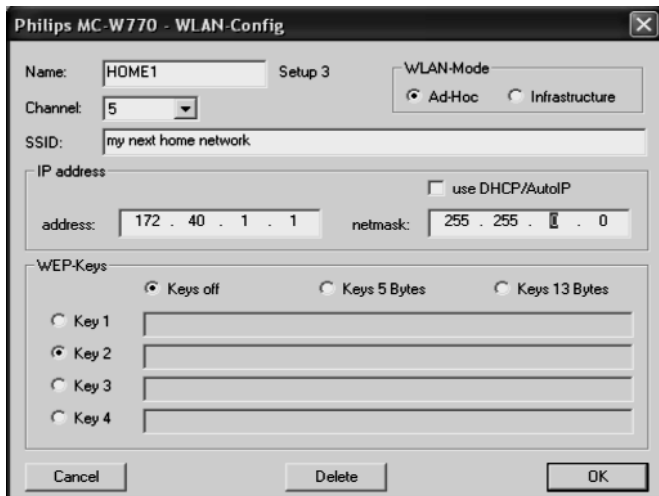 Philips MC-W770 - WLAN-Config
Name: HOME1 Setup 3
WLAN-Mode
Ad-Hoc Infrastructure
Channel: 5
SSID: my next home network
IP address
use DHCP/AutoIP
address: 172 . 40 . 1 . 1 netmask: 255 . 255 . 0 . 0
WEP-Keys
Keys off Keys 5 Bytes Keys 13 Bytes
Key 1
Key 2
Key 3
Key 4
Cancel Delete OK